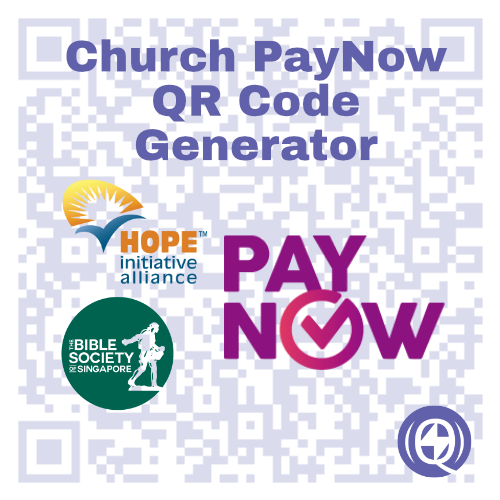 Church PayNow
QR Code
Generator
HOPE™
initiative
alliance
PAY
NOW
THE BIBLE
SOCIETY
OF SINGAPORE